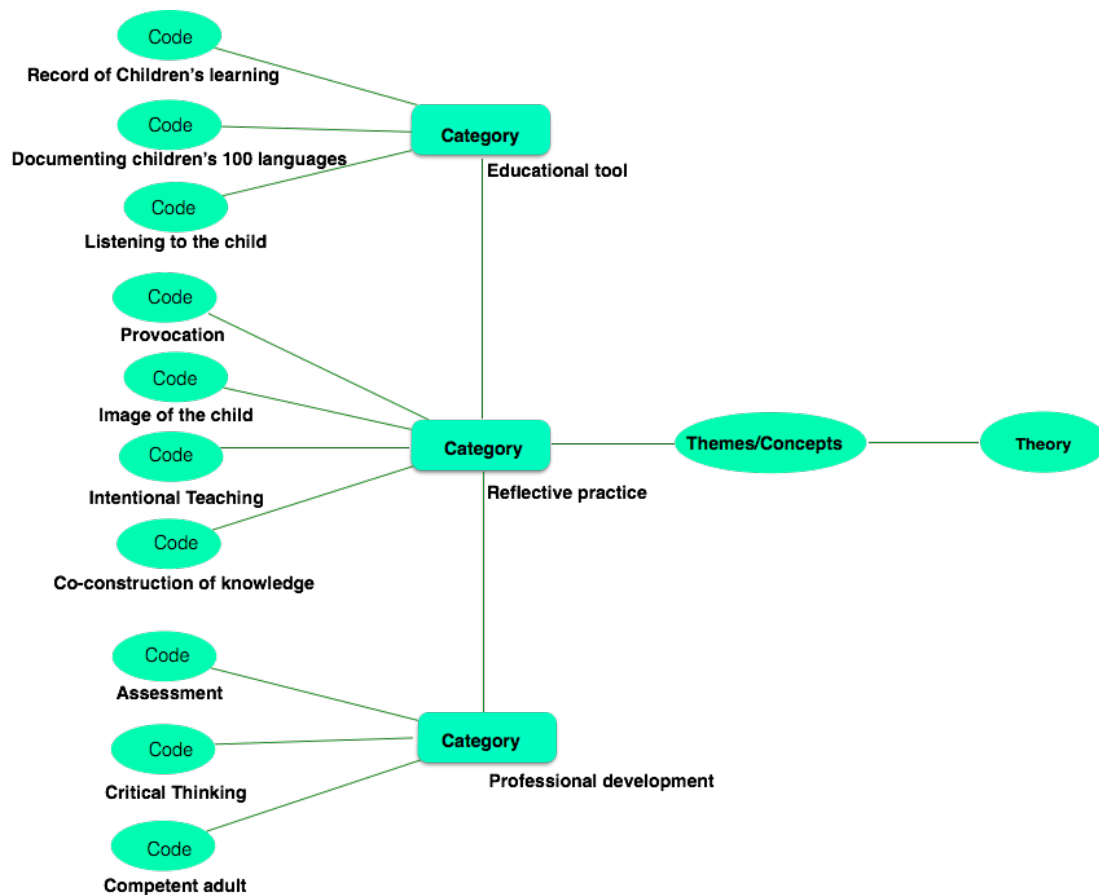 Code
Record of Children's learning
Code
Documenting children's 100 languages
Code
Listening to the child
Category
Educational tool
Code
Provocation
Code
Image of the child
Code
Intentional Teaching
Code
Co-construction of knowledge
Category
Reflective practice
Themes/Concepts
Theory
Code
Assessment
Code
Critical Thinking
Code
Competent adult
Category
Professional development